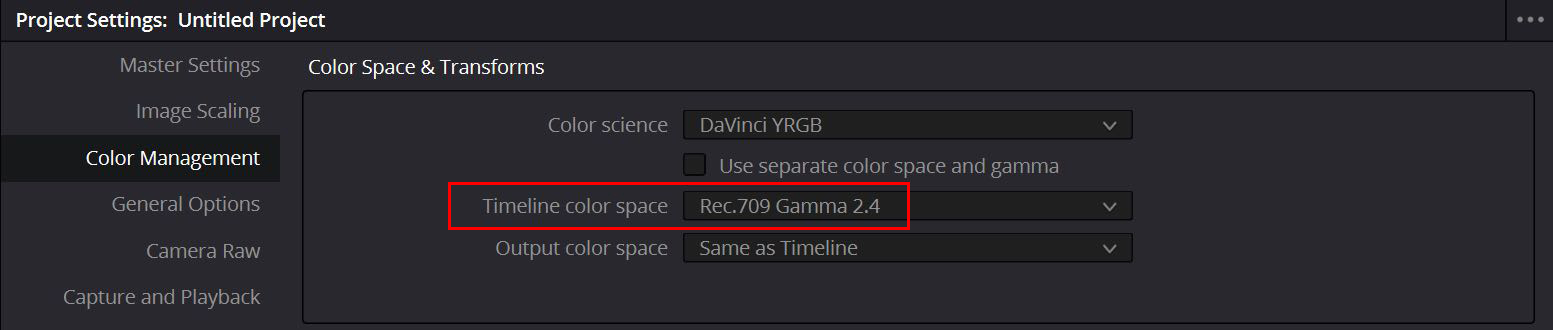 Project Settings: Untitled Project
Master Settings
Image Scaling
Color Management
General Options
Camera Raw
Capture and Playback
Color Space & Transforms
Color science DaVinci YRGB
Use separate color space and gamma
Timeline color space Rec.709 Gamma 2.4
Output color space Same as Timeline